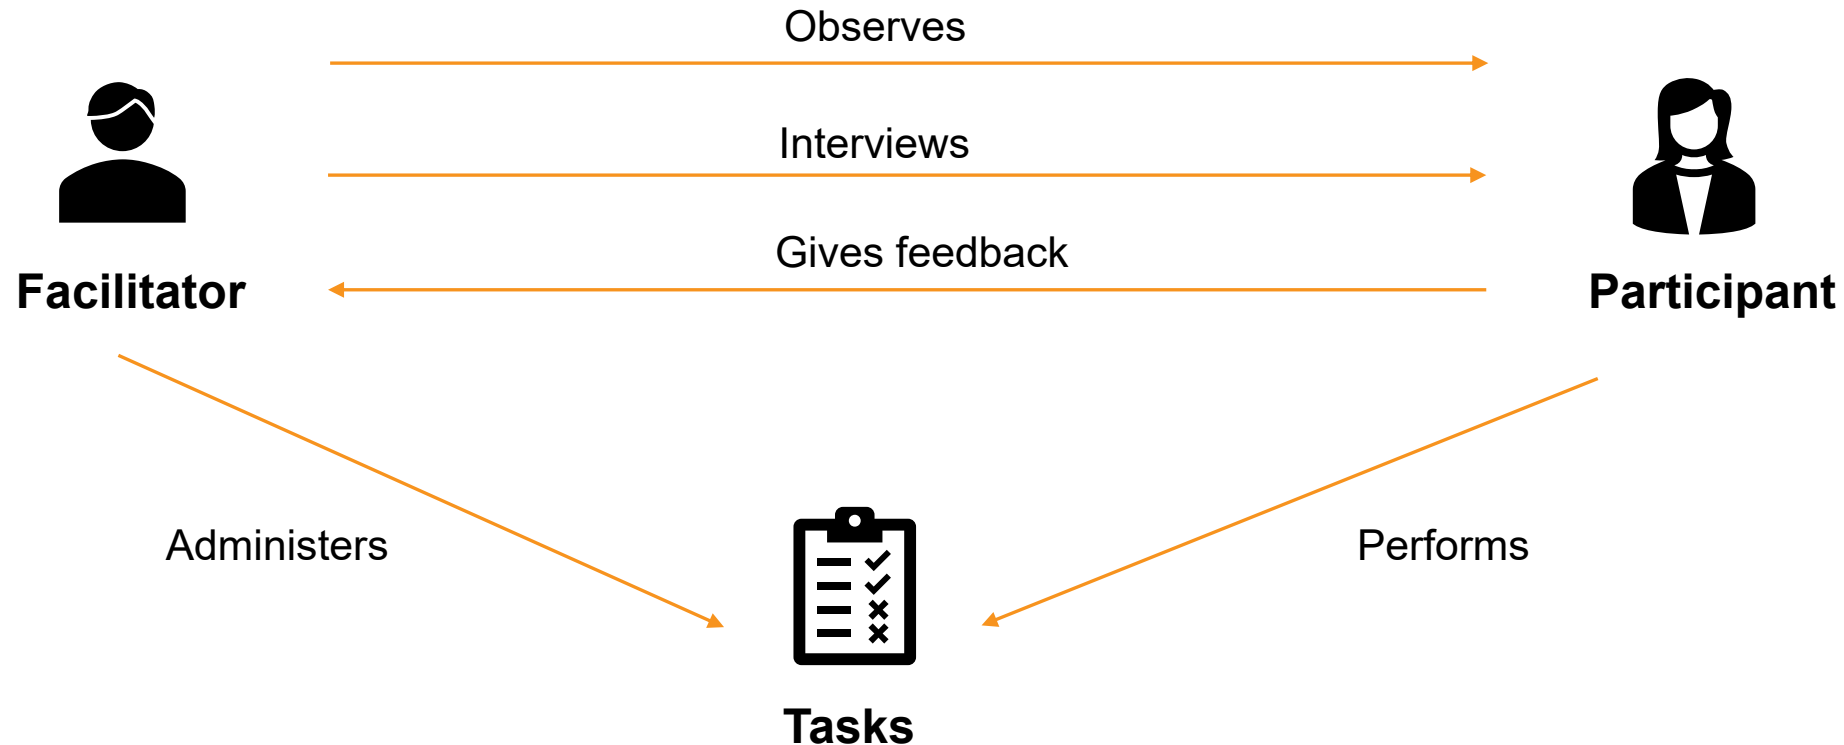 Observes
Interviews
Gives feedback
Facilitator
Participant
Administers
Performs
Tasks